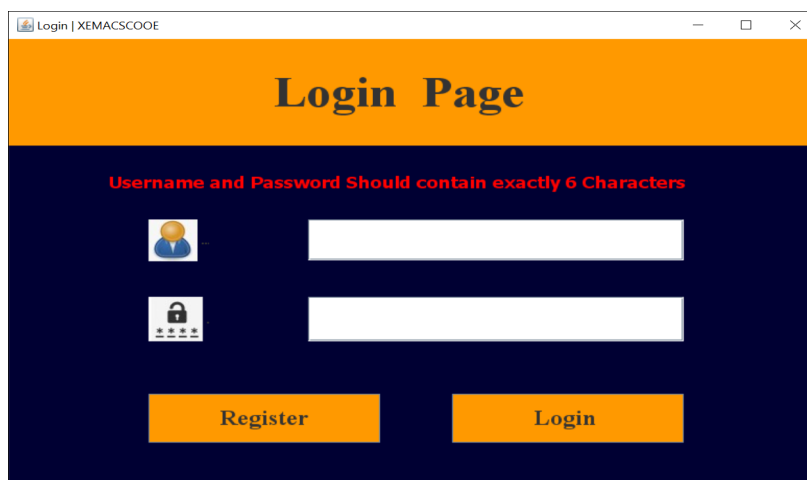 Login | XEMACSCOOE
Login Page
Username and Password Should contain exactly 6 Characters
* * * *
Register
Login